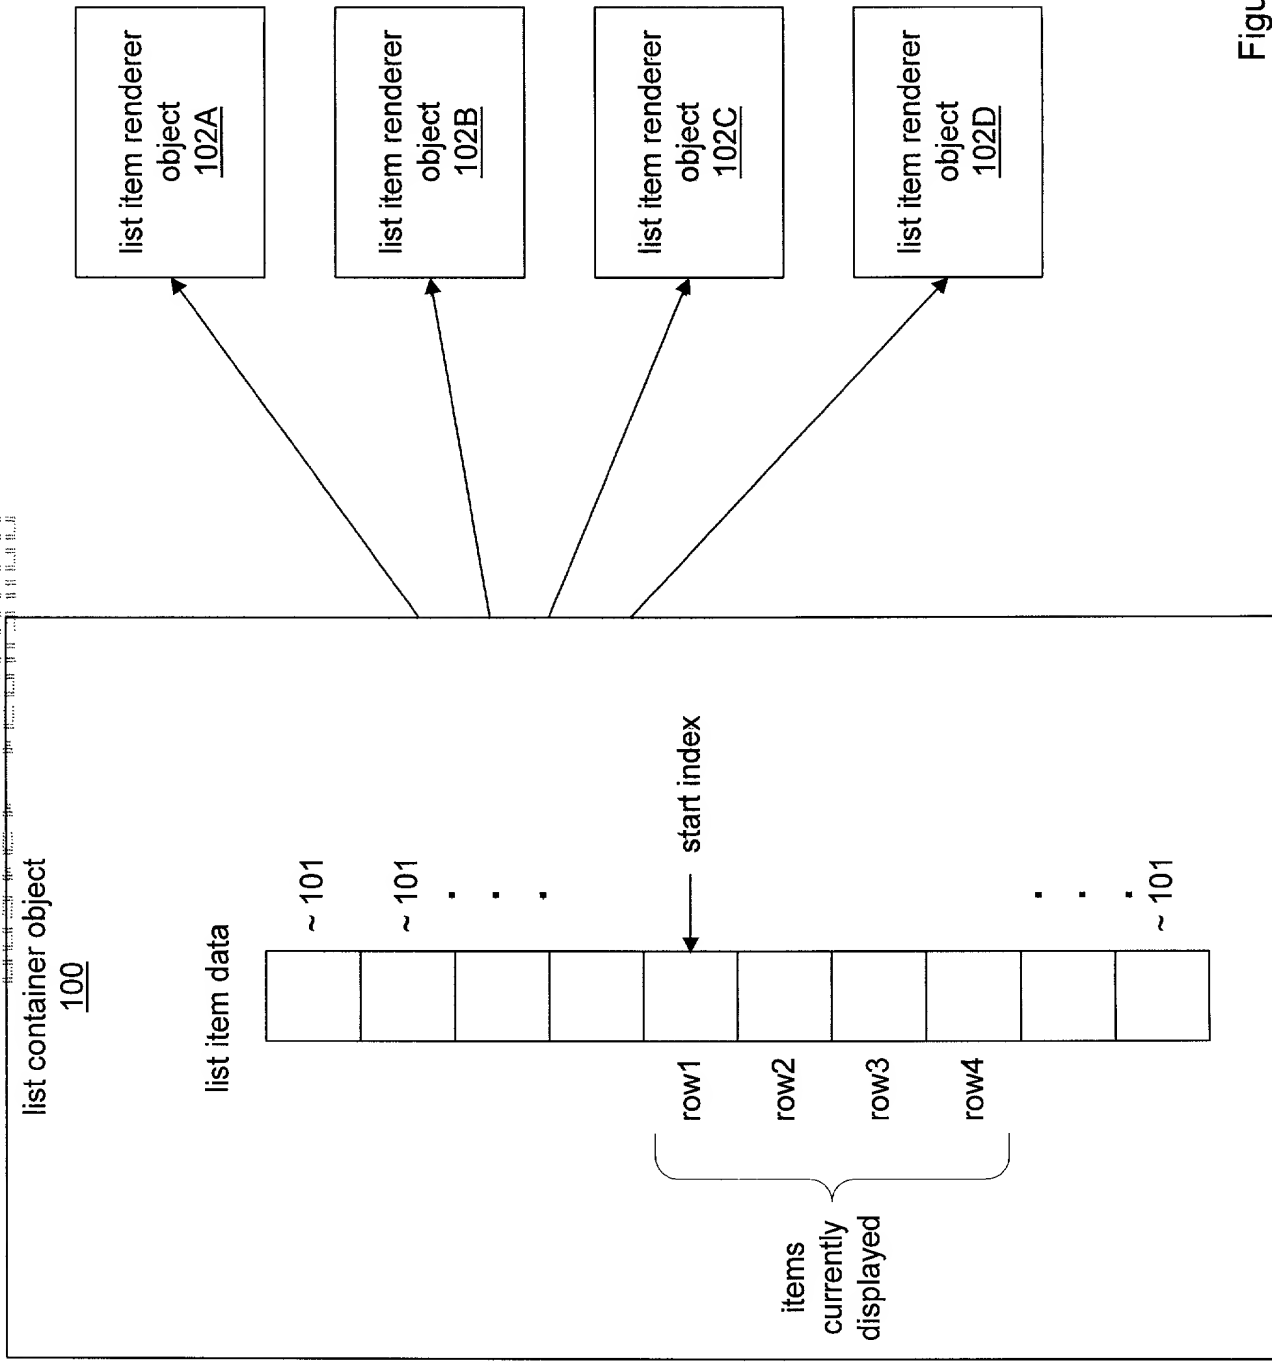 list container object
100
list item data
~ 101
~ 101
. . .
start index
row1
row2
row3
row4
items
currently
displayed
. . .
~ 101
list item renderer
object
102A
list item renderer
object
102B
list item renderer
object
102C
list item renderer
object
102D